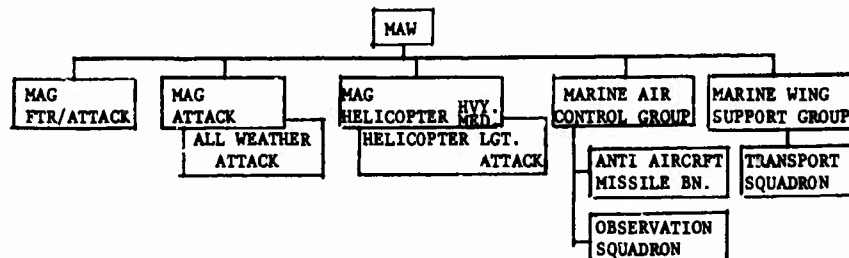 MAW
MAG
FTR/ATTACK
MAG
ATTACK
ALL WEATHER
ATTACK
MAG
HELICOPTER HVY.
MED.
HELICOPTER LGT.
ATTACK
MARINE AIR
CONTROL GROUP
ANTI AIRCRFT
MISSILE BN.
OBSERVATION
SQUADRON
MARINE WING
SUPPORT GROUP
TRANSPORT
SQUADRON